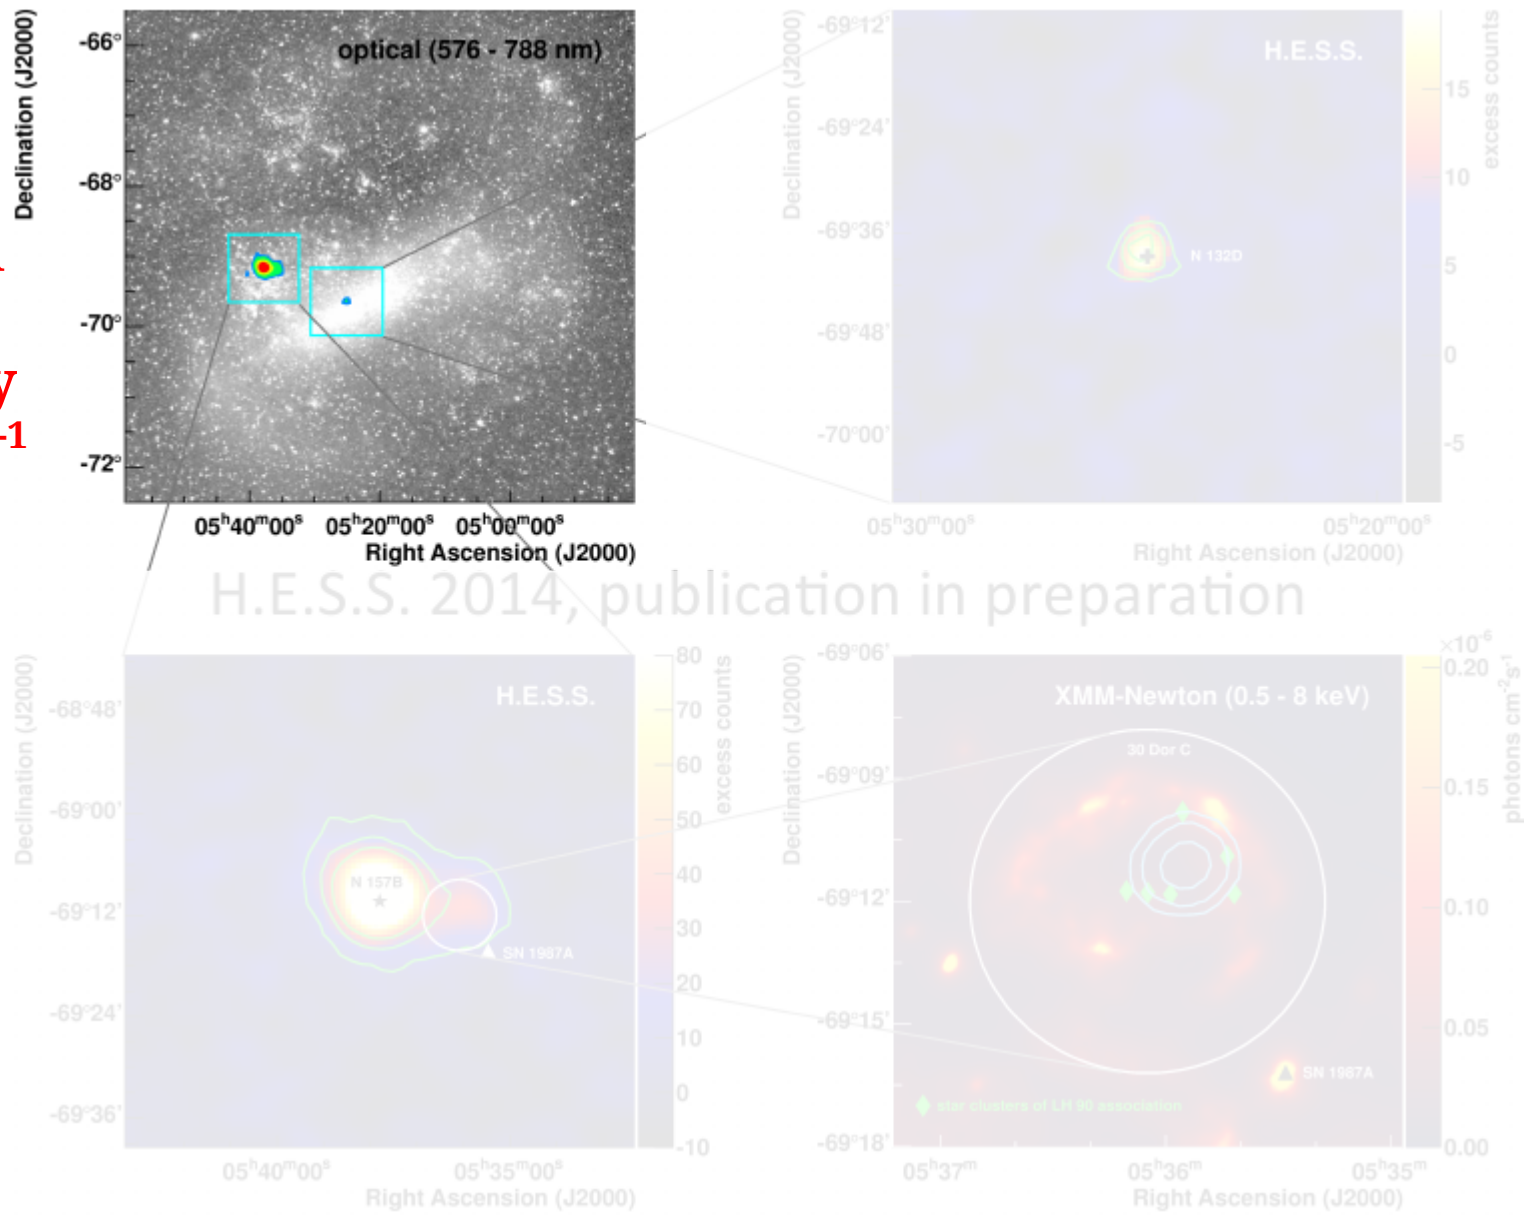 optical (576 - 788 nm)
Declination (J2000)
-66°
-68°
-70°
-72°
05ʰ40ᵐ00ˢ 05ʰ20ᵐ00ˢ 05ʰ00ᵐ00ˢ
Right Ascension (J2000)
y
-1
H.E.S.S.
Declination (J2000)
-69°12'
-69°24'
-69°36'
-69°48'
-70°00'
N 132D
15
10
5
0
-5
excess counts
05ʰ30ᵐ00ˢ 05ʰ20ᵐ00ˢ
Right Ascension (J2000)
H.E.S.S. 2014, publication in preparation
H.E.S.S.
Declination (J2000)
-68°48'
-69°00'
-69°12'
-69°24'
-69°36'
N 157B
SN 1987A
80
70
60
50
40
30
20
10
0
-10
excess counts
05ʰ40ᵐ00ˢ 05ʰ35ᵐ00ˢ
Right Ascension (J2000)
XMM-Newton (0.5 - 8 keV)
Declination (J2000)
-69°06'
-69°09'
-69°12'
-69°15'
-69°18'
30 Dor C
SN 1987A
star clusters of LH 90 association
×10⁻⁶
0.20
0.15
0.10
0.05
0.00
photons cm⁻²s⁻¹
05ʰ37ᵐ 05ʰ36ᵐ 05ʰ35ᵐ
Right Ascension (J2000)